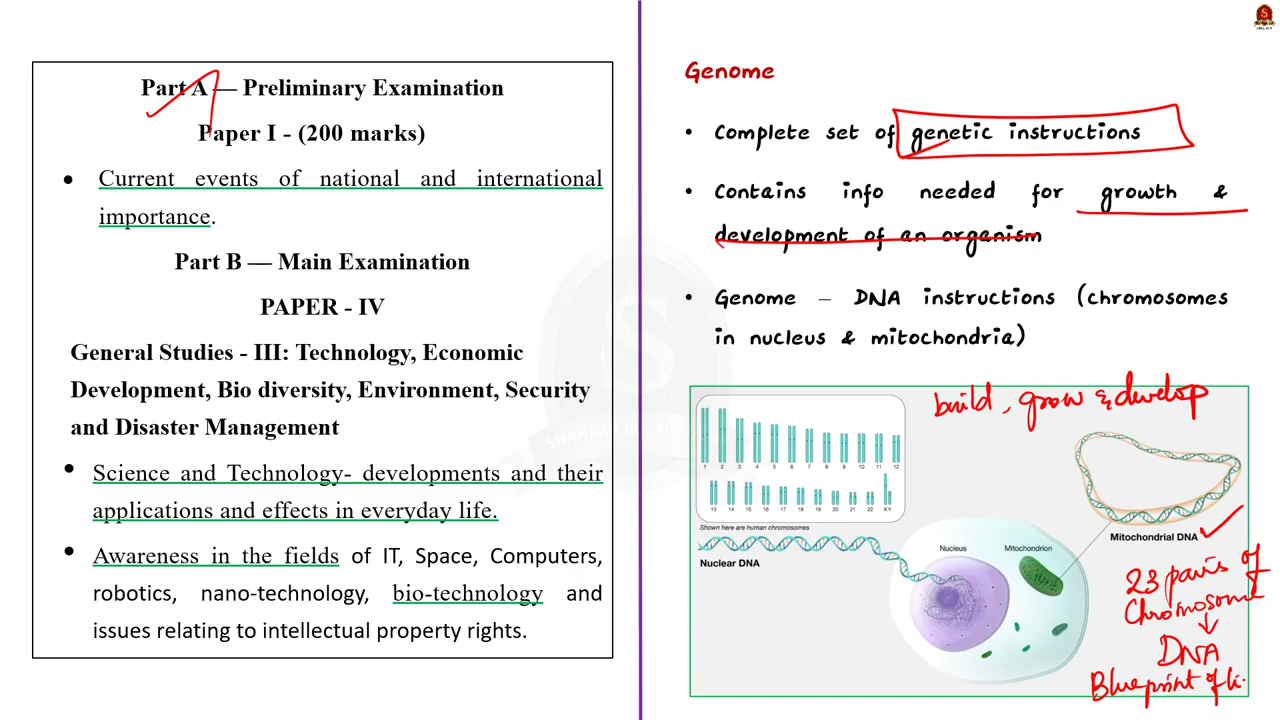 Part A — Preliminary Examination
Paper I - (200 marks)
• Current events of national and international
importance.
Part B — Main Examination
PAPER - IV
General Studies - III: Technology, Economic
Development, Bio diversity, Environment, Security
and Disaster Management
• Science and Technology- developments and their
applications and effects in everyday life.
• Awareness in the fields of IT, Space, Computers,
robotics, nano-technology, bio-technology and
issues relating to intellectual property rights.
Genome
• Complete set of genetic instructions
• Contains info needed for growth &
development of an organism
• Genome – DNA instructions (chromosomes
in nucleus & mitochondria)
build, grow & develop
1 2 3 4 5 6 7 8 9 10 11 12
13 14 15 16 17 18 19 20 21 22 X Y
Shown here are human chromosomes
Nuclear DNA
Nucleus
Mitochondrion
Mitochondrial DNA
23 pairs of
Chromosome
DNA
Blueprint of